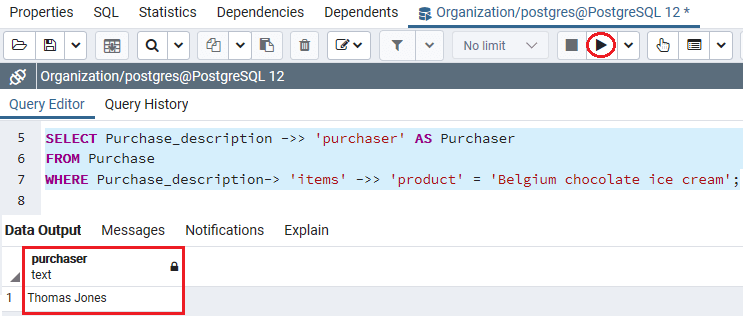 Properties SQL Statistics Dependencies Dependents Organization/postgres@PostgreSQL 12 *
No limit
Organization/postgres@PostgreSQL 12
Query Editor Query History
5 SELECT Purchase_description ->> 'purchaser' AS Purchaser
6 FROM Purchase
7 WHERE Purchase_description-> 'items' ->> 'product' = 'Belgium chocolate ice cream';
8
Data Output Messages Notifications Explain
purchaser
text
1 Thomas Jones